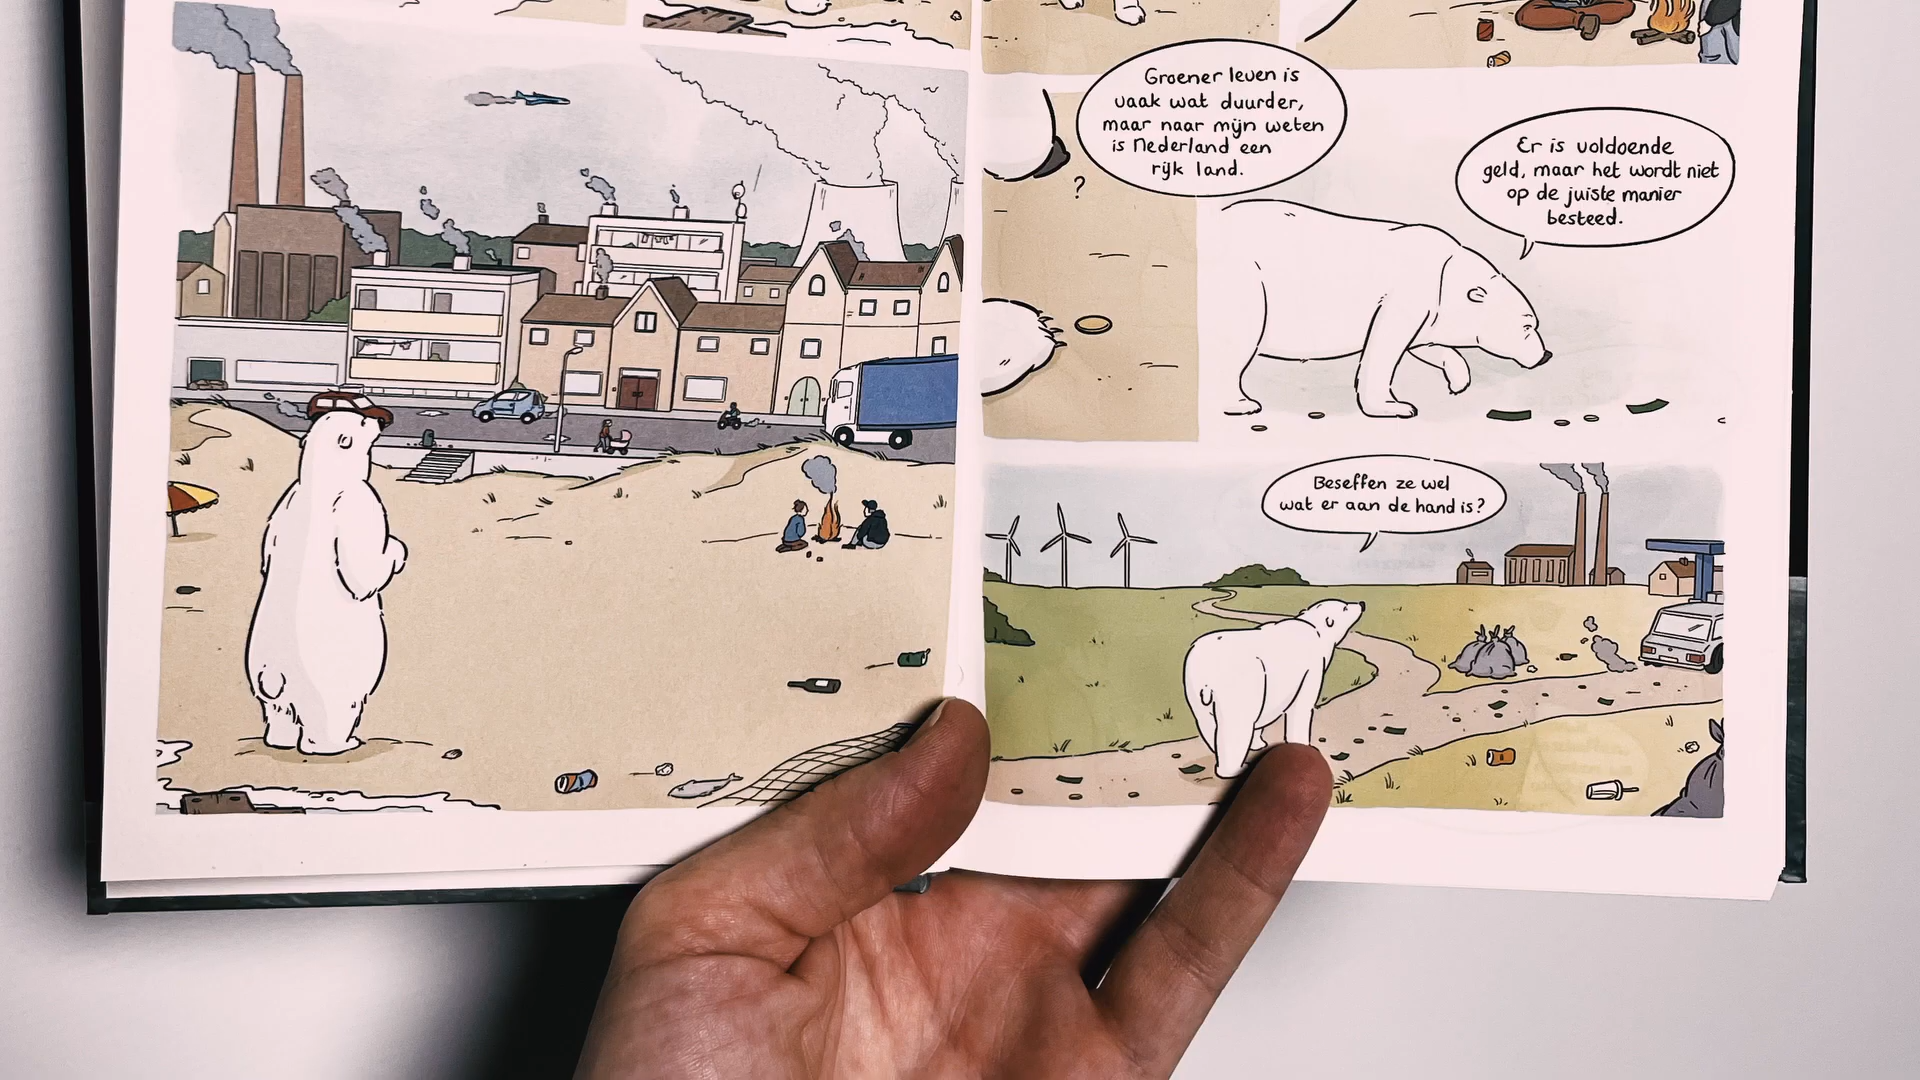 Groener leven is
vaak wat duurder,
maar naar mijn weten
is Nederland een
rijk land.
?
Er is voldoende
geld, maar het wordt niet
op de juiste manier
besteed.
Beseffen ze wel
wat er aan de hand is?